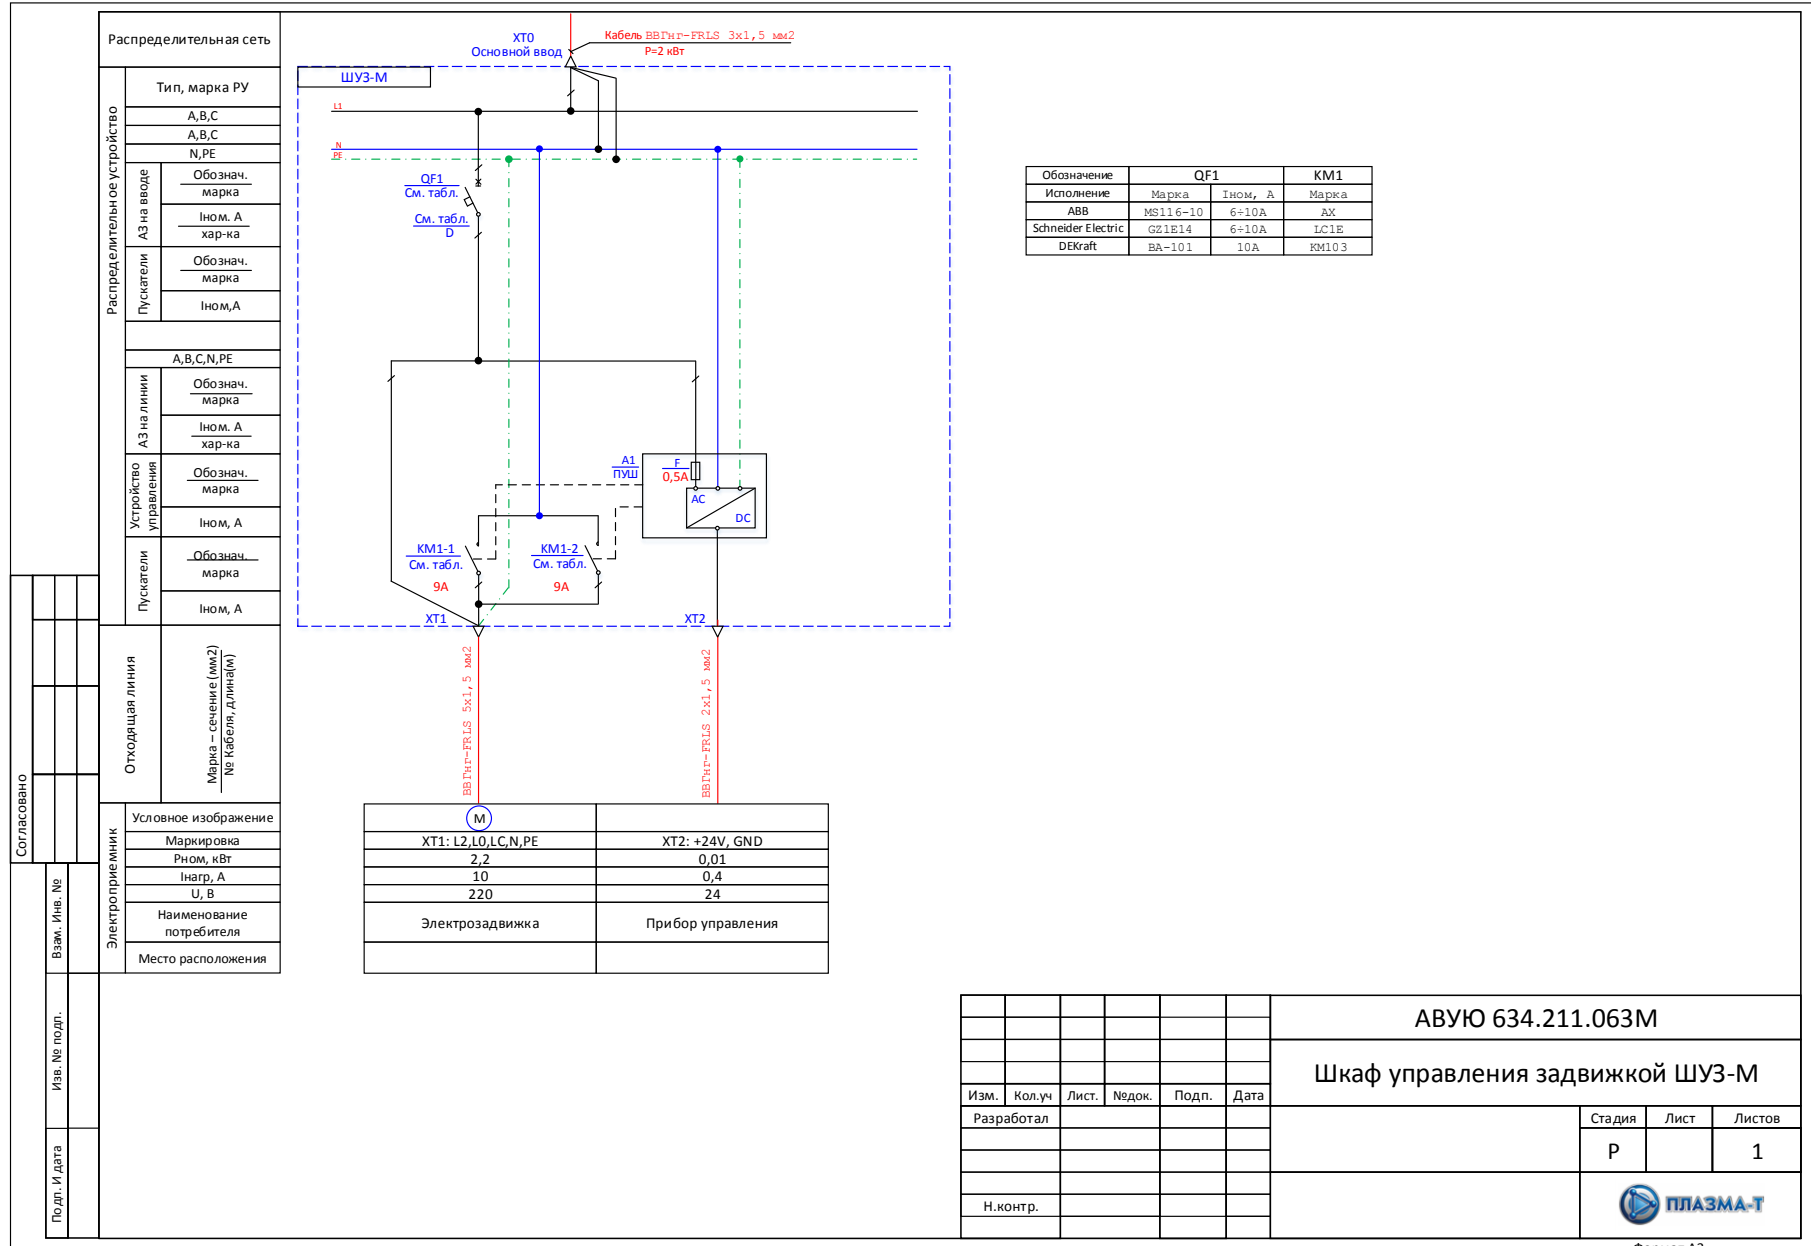 Распределительная сеть
Распределительное устройство
Тип, марка РУ
A,B,C
A,B,C
N,PE
АЗ на вводе
Обознач.
марка
Iном. А
хар-ка
Пускатели
Обознач.
марка
Iном,А
A,B,C,N,PE
АЗ на линии
Обознач.
марка
Iном. А
хар-ка
Устройство
управления
Обознач.
марка
Iном, А
Пускатели
Обознач.
марка
Iном, А
Отходящая линия
Марка – сечение (мм2)
№ Кабеля, длина(м)
Электроприемник
Условное изображение
Маркировка
Рном, кВт
Iнагр, А
U, В
Наименование
потребителя
Место расположения
Согласовано
Взам. Инв. №
Изв. № подп.
Подп. И дата
XT0
Основной ввод
Кабель ВВГнг-FRLS 3х1,5 мм2
Р=2 кВт
ШУЗ-М
L1
N
PE
QF1
См. табл.
См. табл.
D
A1
ПУШ
F
0,5А
AC
DC
KM1-1
См. табл.
9А
KM1-2
См. табл.
9А
XT1
XT2
ВВГнг-FRLS 5х1,5 мм2
ВВГнг-FRLS 2х1,5 мм2
М
XT1: L2,L0,LC,N,PE
XT2: +24V, GND
2,2
0,01
10
0,4
220
24
Электрозадвижка
Прибор управления
Обозначение QF1 KM1
Исполнение Марка Iном, А Марка
ABB MS116-10 6÷10А AX
Schneider Electric GZ1E14 6÷10А LC1E
DEKraft ВА-101 10А КМ103
АВУЮ 634.211.063М
Шкаф управления задвижкой ШУЗ-М
Изм. Кол.уч Лист. №док. Подп. Дата
Разработал
Стадия Лист Листов
Р 1
Н.контр.
ПЛАЗМА-Т